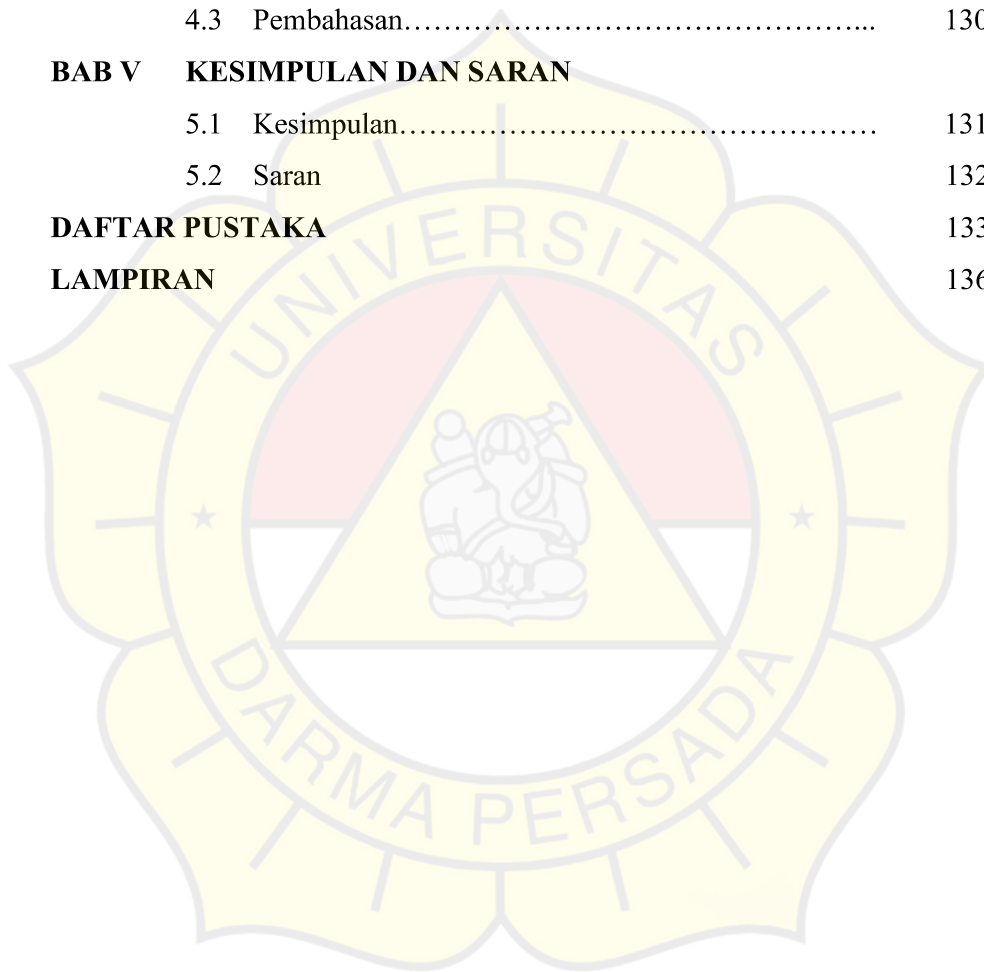 4.3 Pembahasan………………………………………... 130
BAB V KESIMPULAN DAN SARAN
5.1 Kesimpulan………………………………………… 131
5.2 Saran 132
DAFTAR PUSTAKA 133
LAMPIRAN 136
UNIVERSITAS
DARMA PERSADA